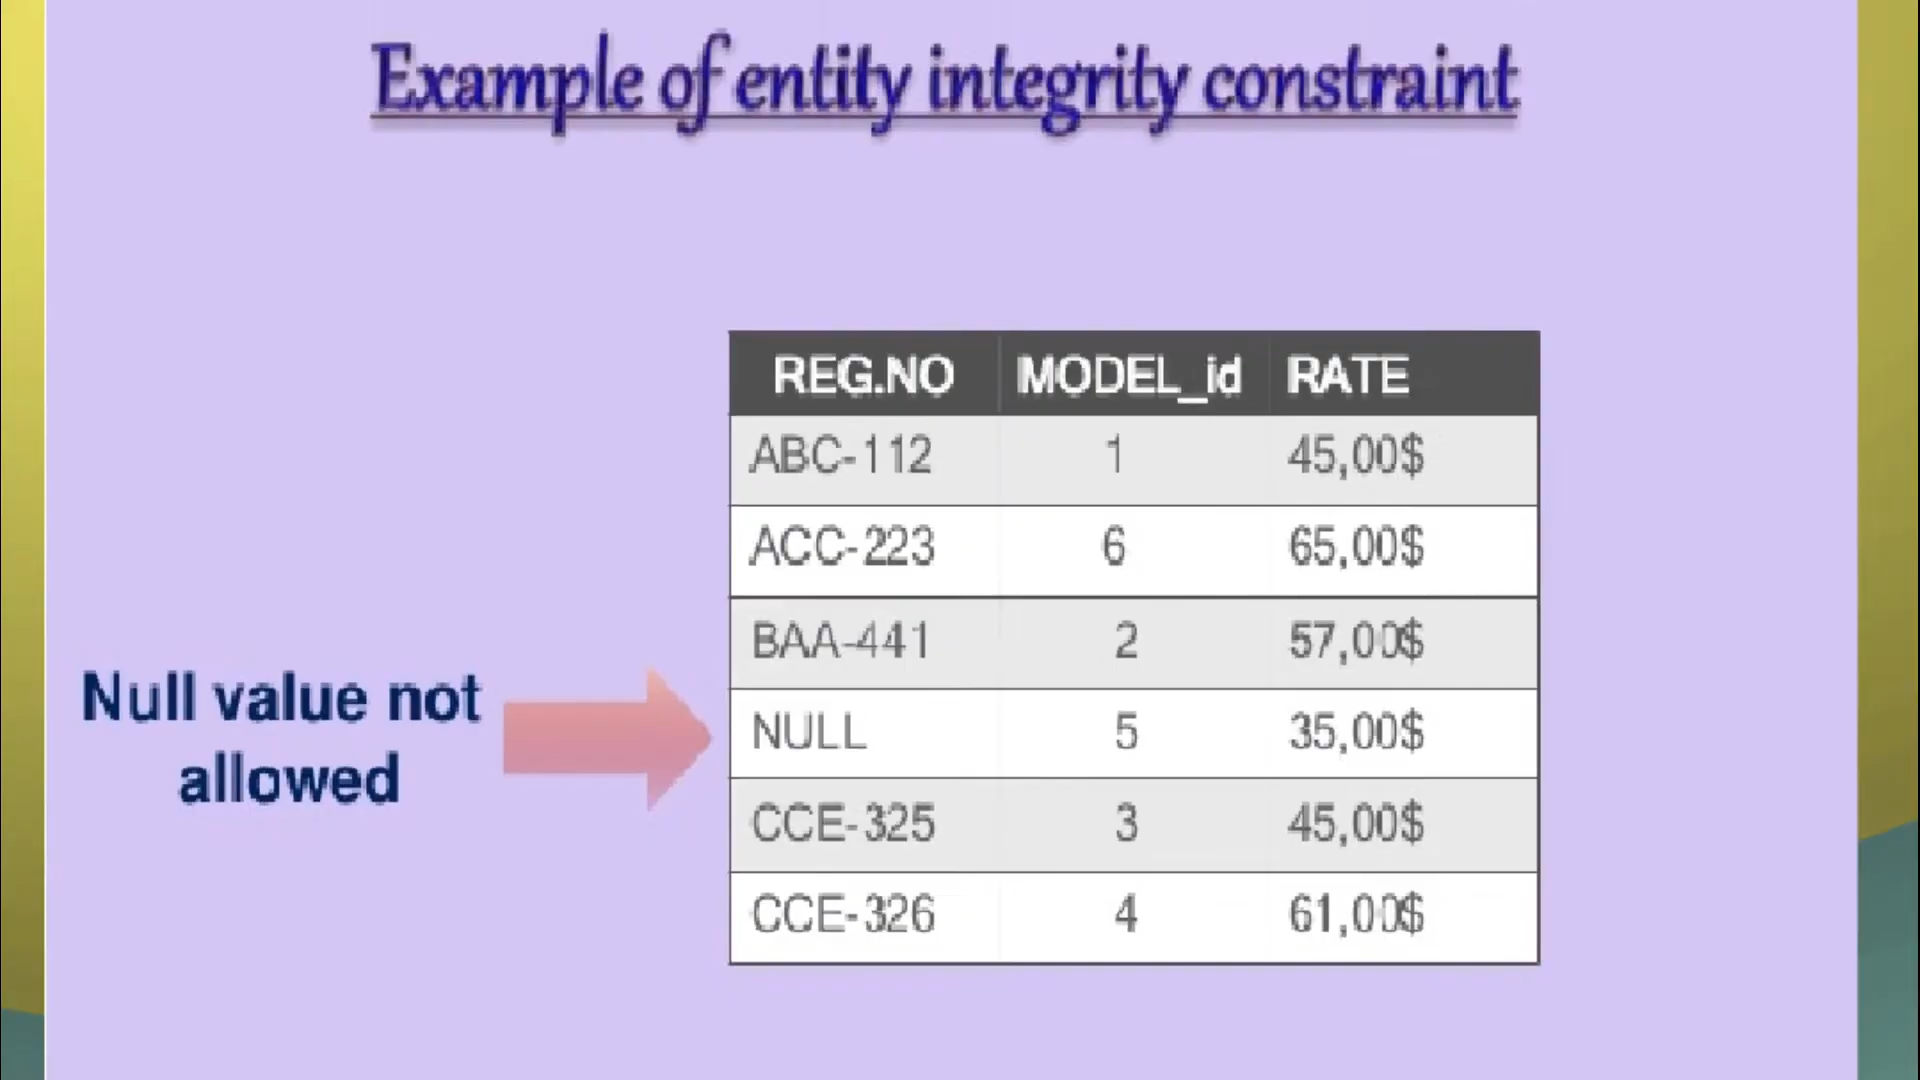 Example of entity integrity constraint
REG.NO MODEL_id RATE
ABC-112 1 45,00$
ACC-223 6 65,00$
BAA-441 2 57,00$
Null value not
allowed
NULL 5 35,00$
CCE-325 3 45,00$
CCE-326 4 61,00$